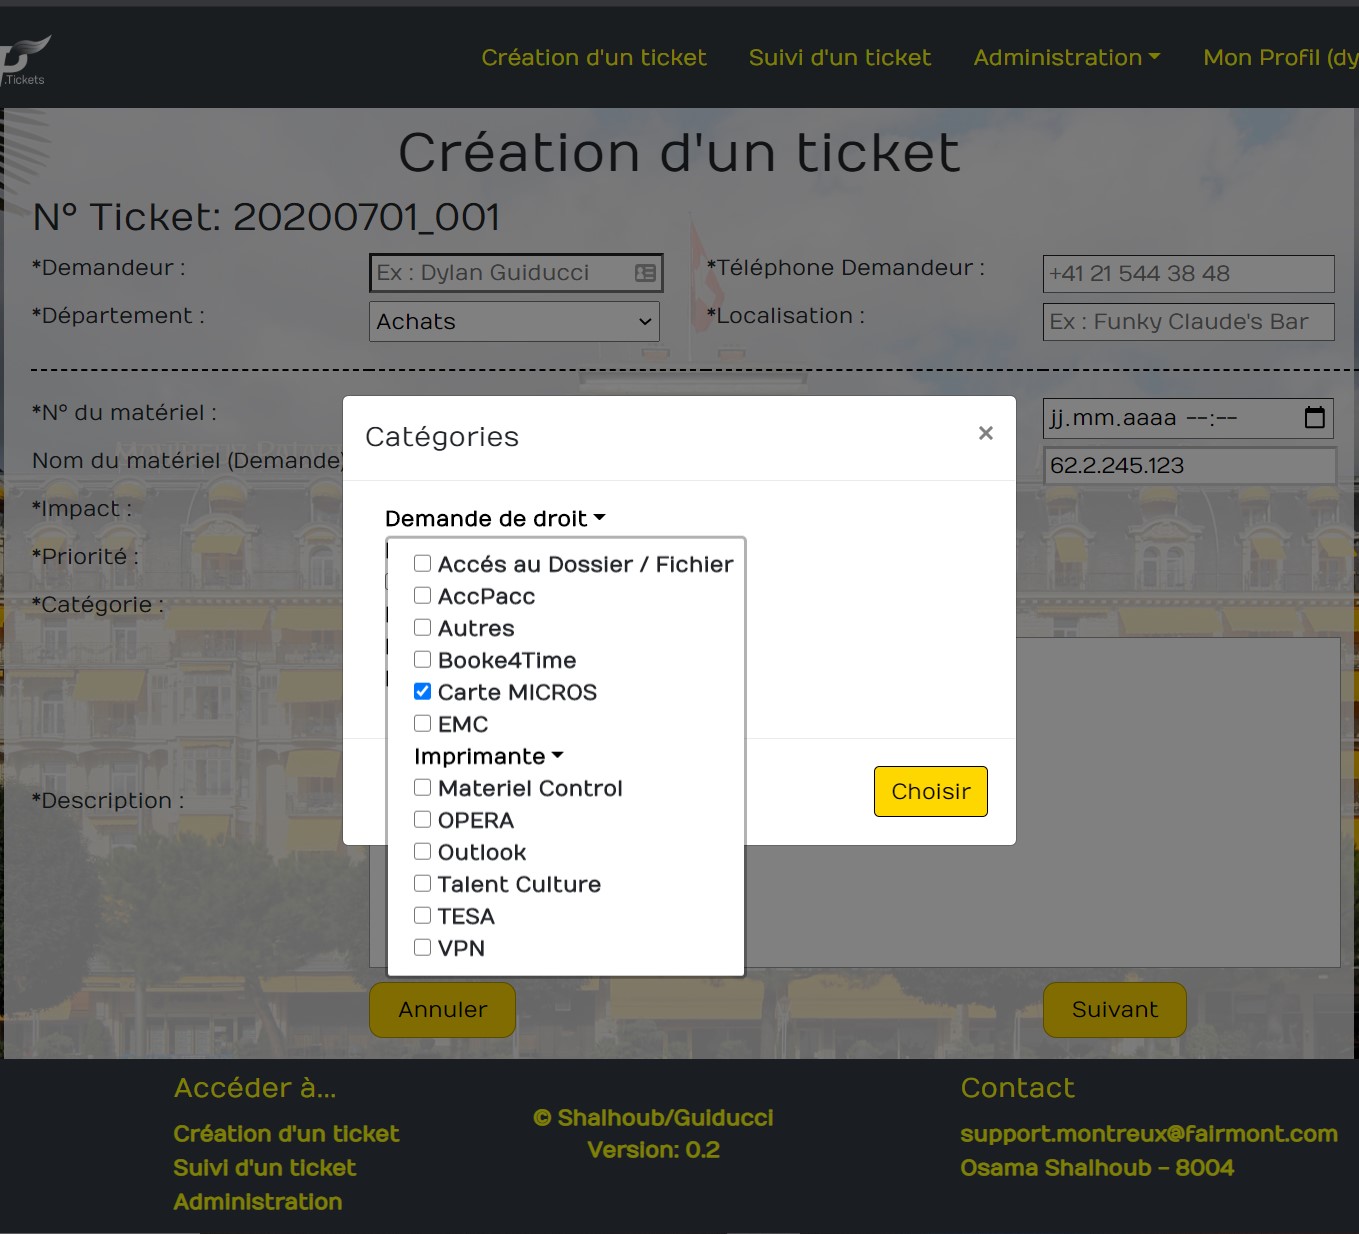 .Tickets
Création d'un ticket Suivi d'un ticket Administration Mon Profil (dy
Création d'un ticket
N° Ticket: 20200701_001
*Demandeur : Ex : Dylan Guiducci *Téléphone Demandeur : +41 21 544 38 48
*Département : Achats *Localisation : Ex : Funky Claude's Bar
*N° du matériel : jj.mm.aaaa --:--
Nom du matériel (Demande) 62.2.245.123
*Impact :
*Priorité :
*Catégorie :
*Description :
Catégories ×
Demande de droit
Accés au Dossier / Fichier
AccPacc
Autres
Booke4Time
Carte MICROS
EMC
Imprimante
Materiel Control
OPERA
Outlook
Talent Culture
TESA
VPN
Choisir
Annuler Suivant
Accéder à...
Création d'un ticket
Suivi d'un ticket
Administration
© Shalhoub/Guiducci
Version: 0.2
Contact
support.montreux@fairmont.com
Osama Shalhoub - 8004